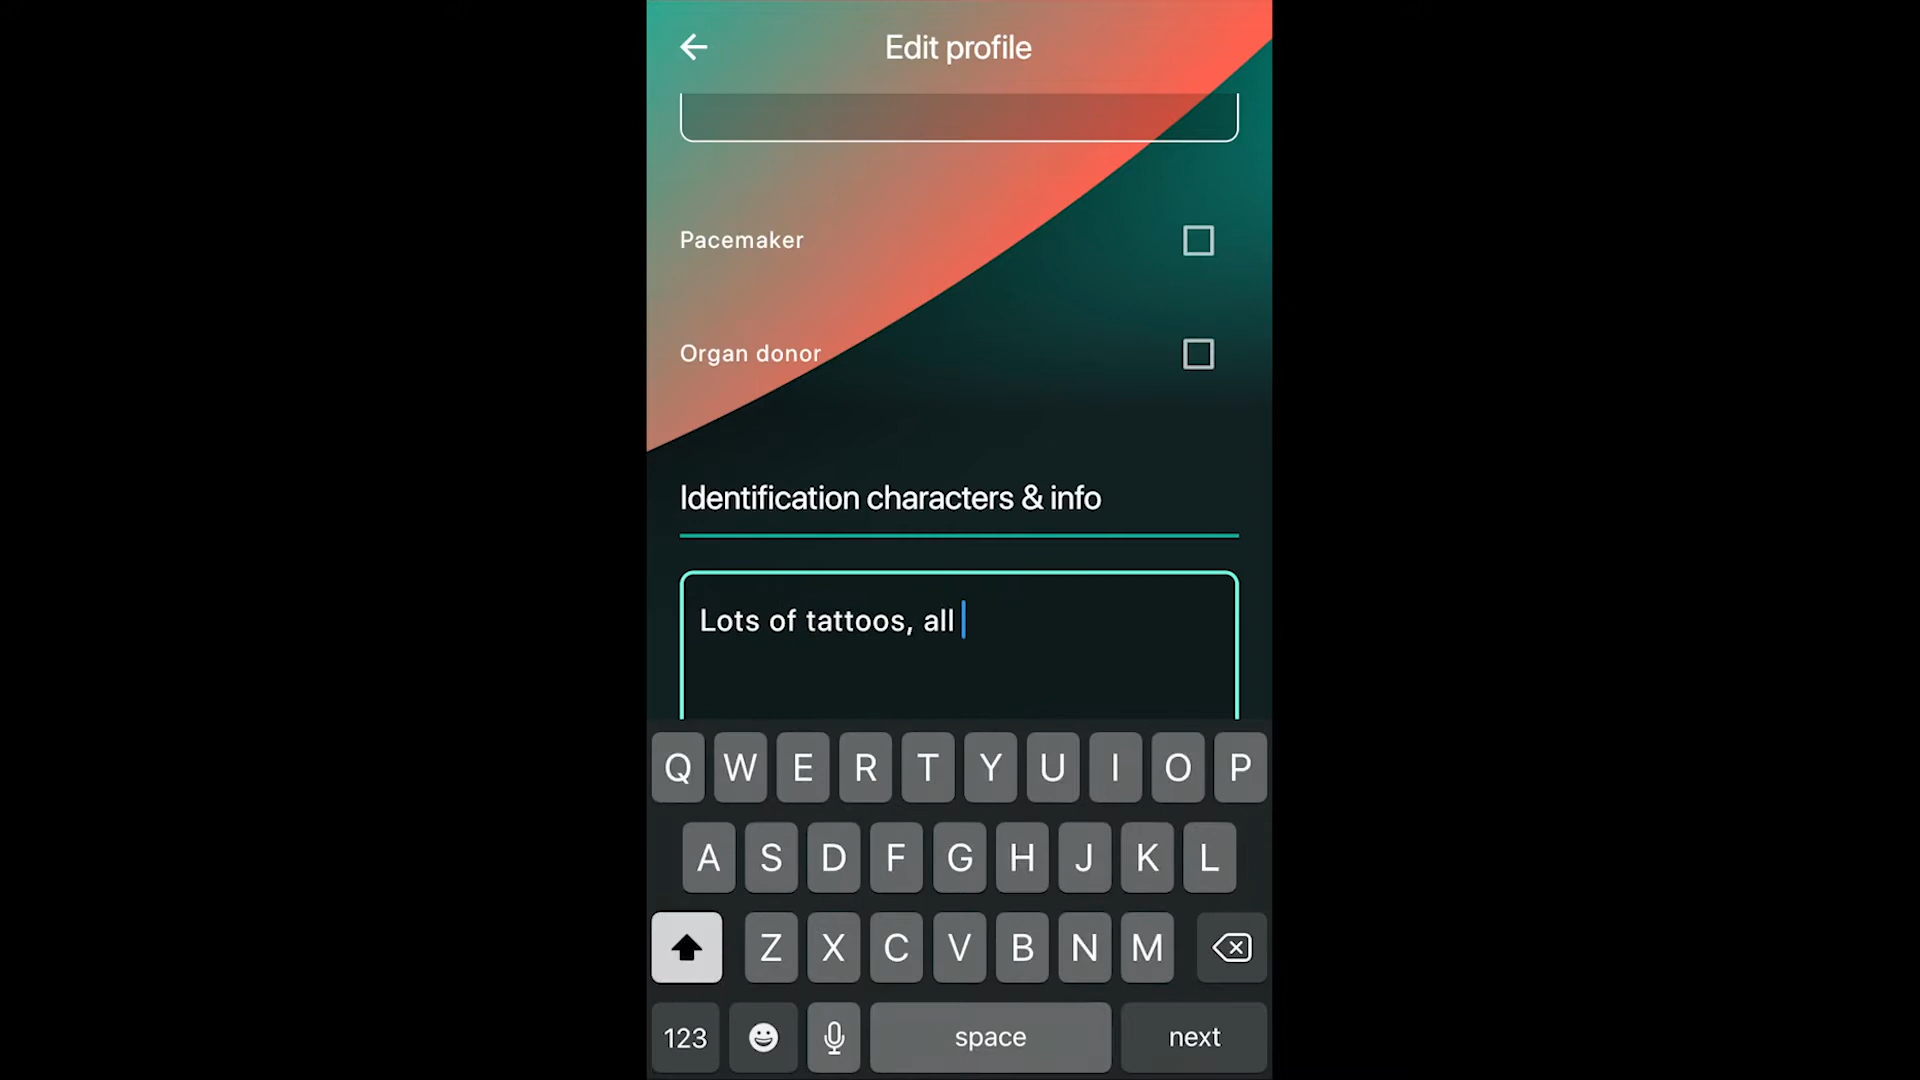 Edit profile
Pacemaker
Organ donor
Identification characters & info
Lots of tattoos, all
Q W E R T Y U I O P
A S D F G H J K L
Z X C V B N M
123 space next